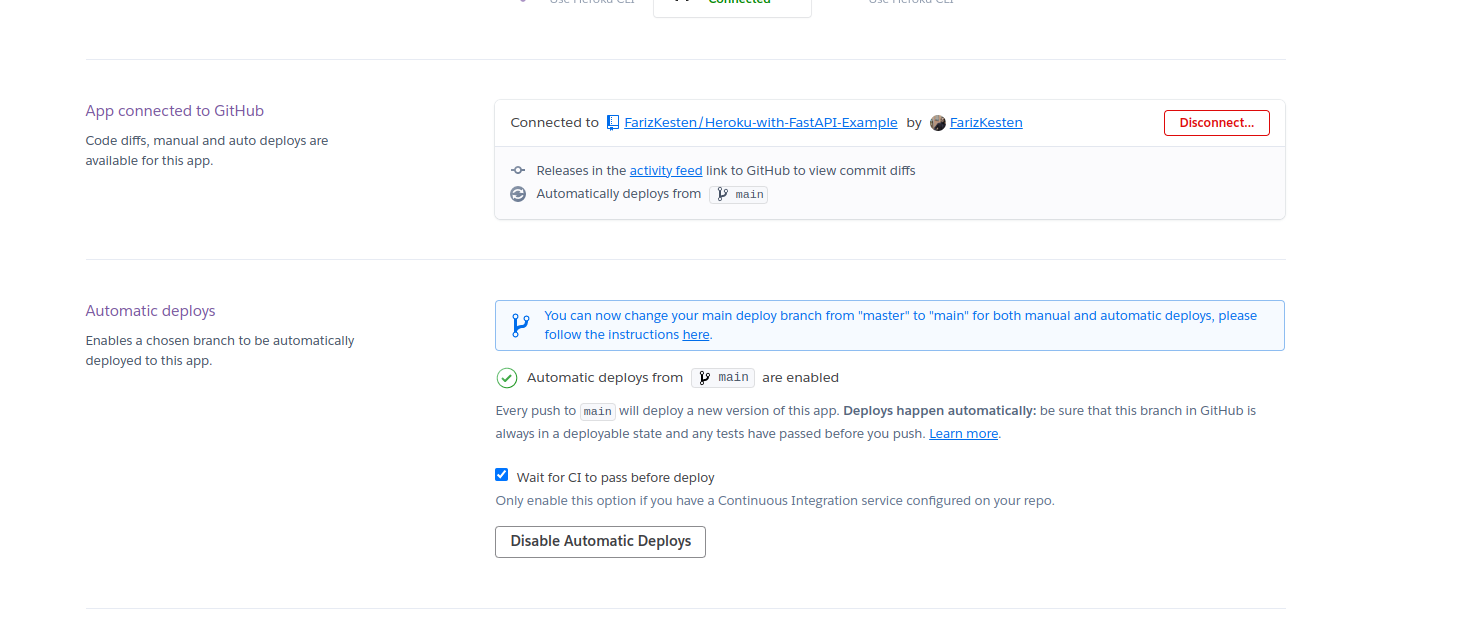 Use Heroku CLI Connected Use Heroku CLI
App connected to GitHub
Code diffs, manual and auto deploys are
available for this app.
Connected to FarizKesten/Heroku-with-FastAPI-Example by FarizKesten Disconnect...
Releases in the activity feed link to GitHub to view commit diffs
Automatically deploys from main
Automatic deploys
Enables a chosen branch to be automatically
deployed to this app.
You can now change your main deploy branch from "master" to "main" for both manual and automatic deploys, please
follow the instructions here.
Automatic deploys from main are enabled
Every push to main will deploy a new version of this app. Deploys happen automatically: be sure that this branch in GitHub is
always in a deployable state and any tests have passed before you push. Learn more.
Wait for CI to pass before deploy
Only enable this option if you have a Continuous Integration service configured on your repo.
Disable Automatic Deploys